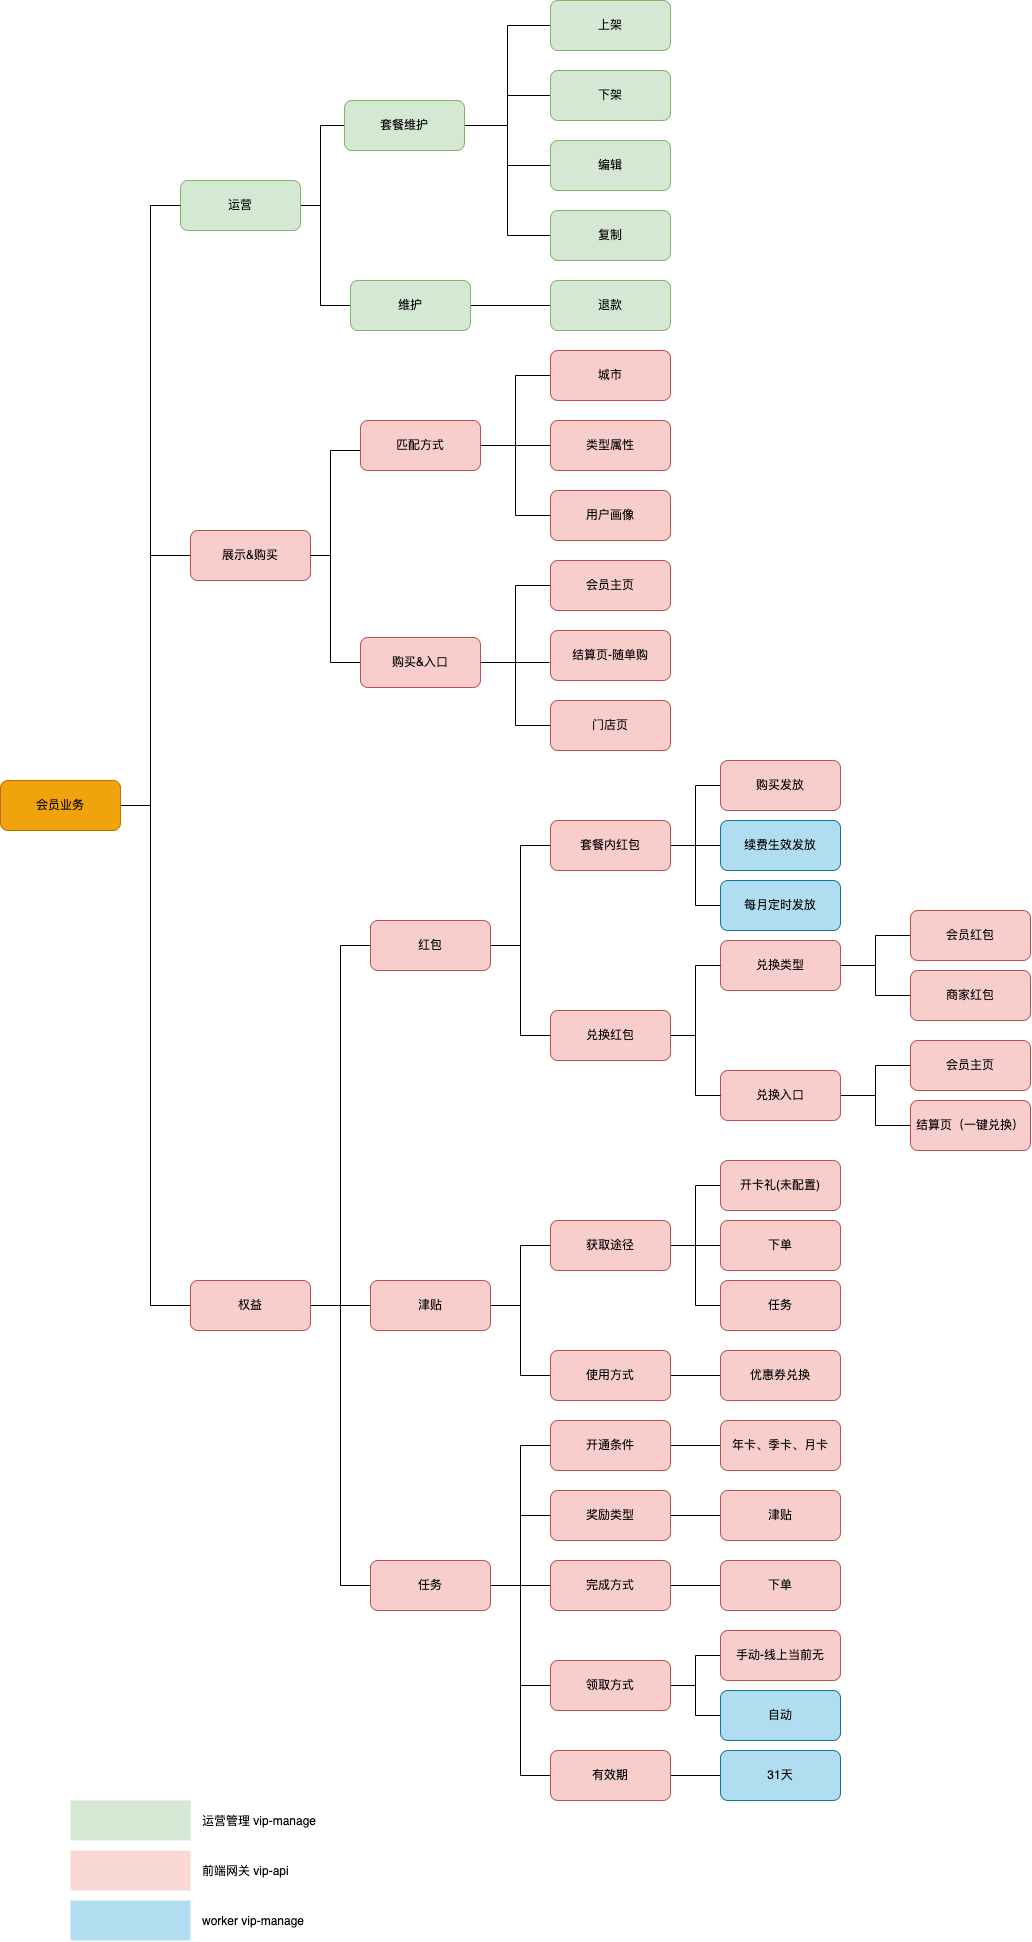 上架
下架
套餐维护
编辑
运营
复制
维护
退款
城市
匹配方式
类型属性
用户画像
展示&购买
会员主页
购买&入口
结算页-随单购
门店页
会员业务
购买发放
套餐内红包
续费生效发放
每月定时发放
红包
兑换类型
会员红包
商家红包
兑换红包
会员主页
兑换入口
结算页（一键兑换）
开卡礼(未配置)
获取途径
下单
权益
津贴
任务
使用方式
优惠券兑换
开通条件
年卡、季卡、月卡
奖励类型
津贴
任务
完成方式
下单
手动-线上当前无
领取方式
自动
有效期
31天
运营管理 vip-manage
前端网关 vip-api
worker vip-manage